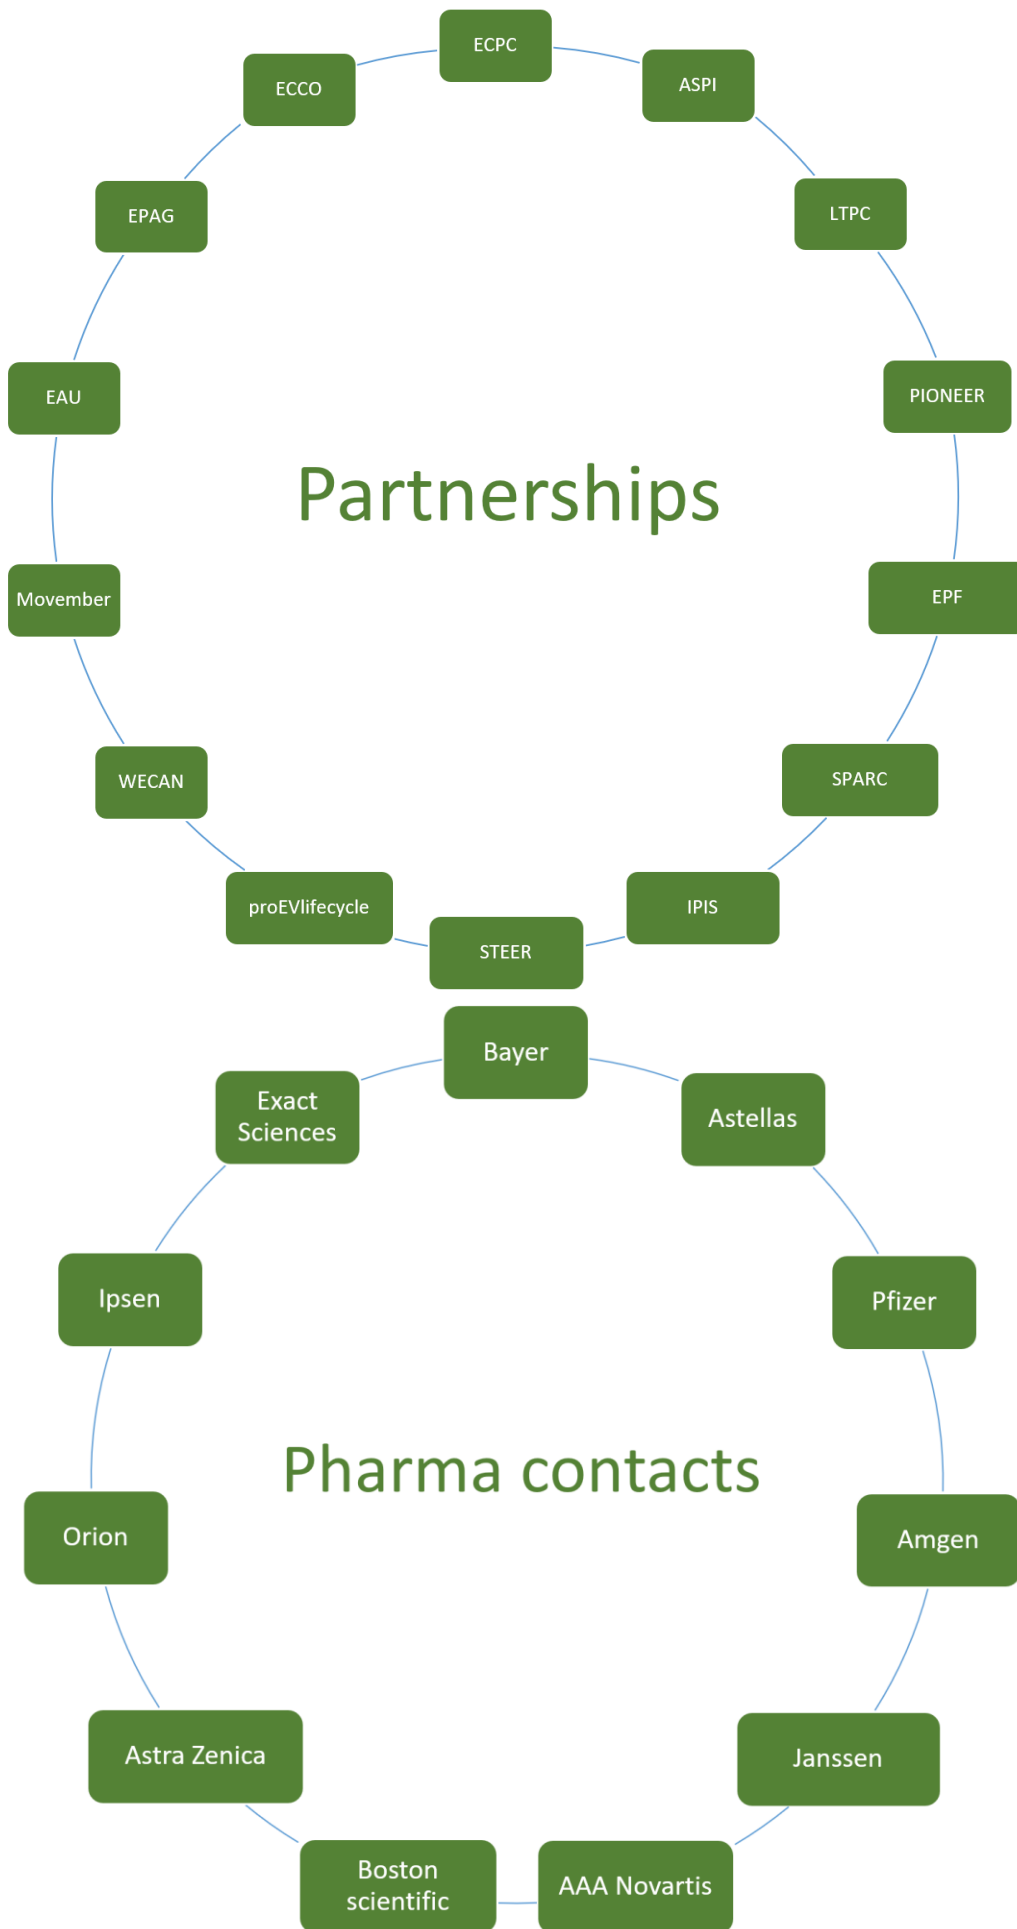 ECPC
ASPI
LTPC
PIONEER
EPF
SPARC
IPIS
STEER
proEVlifecycle
WECAN
Movember
EAU
EPAG
ECCO
Partnerships
Bayer
Astellas
Pfizer
Amgen
Janssen
AAA Novartis
Boston
scientific
Astra Zenica
Orion
Ipsen
Exact
Sciences
Pharma contacts